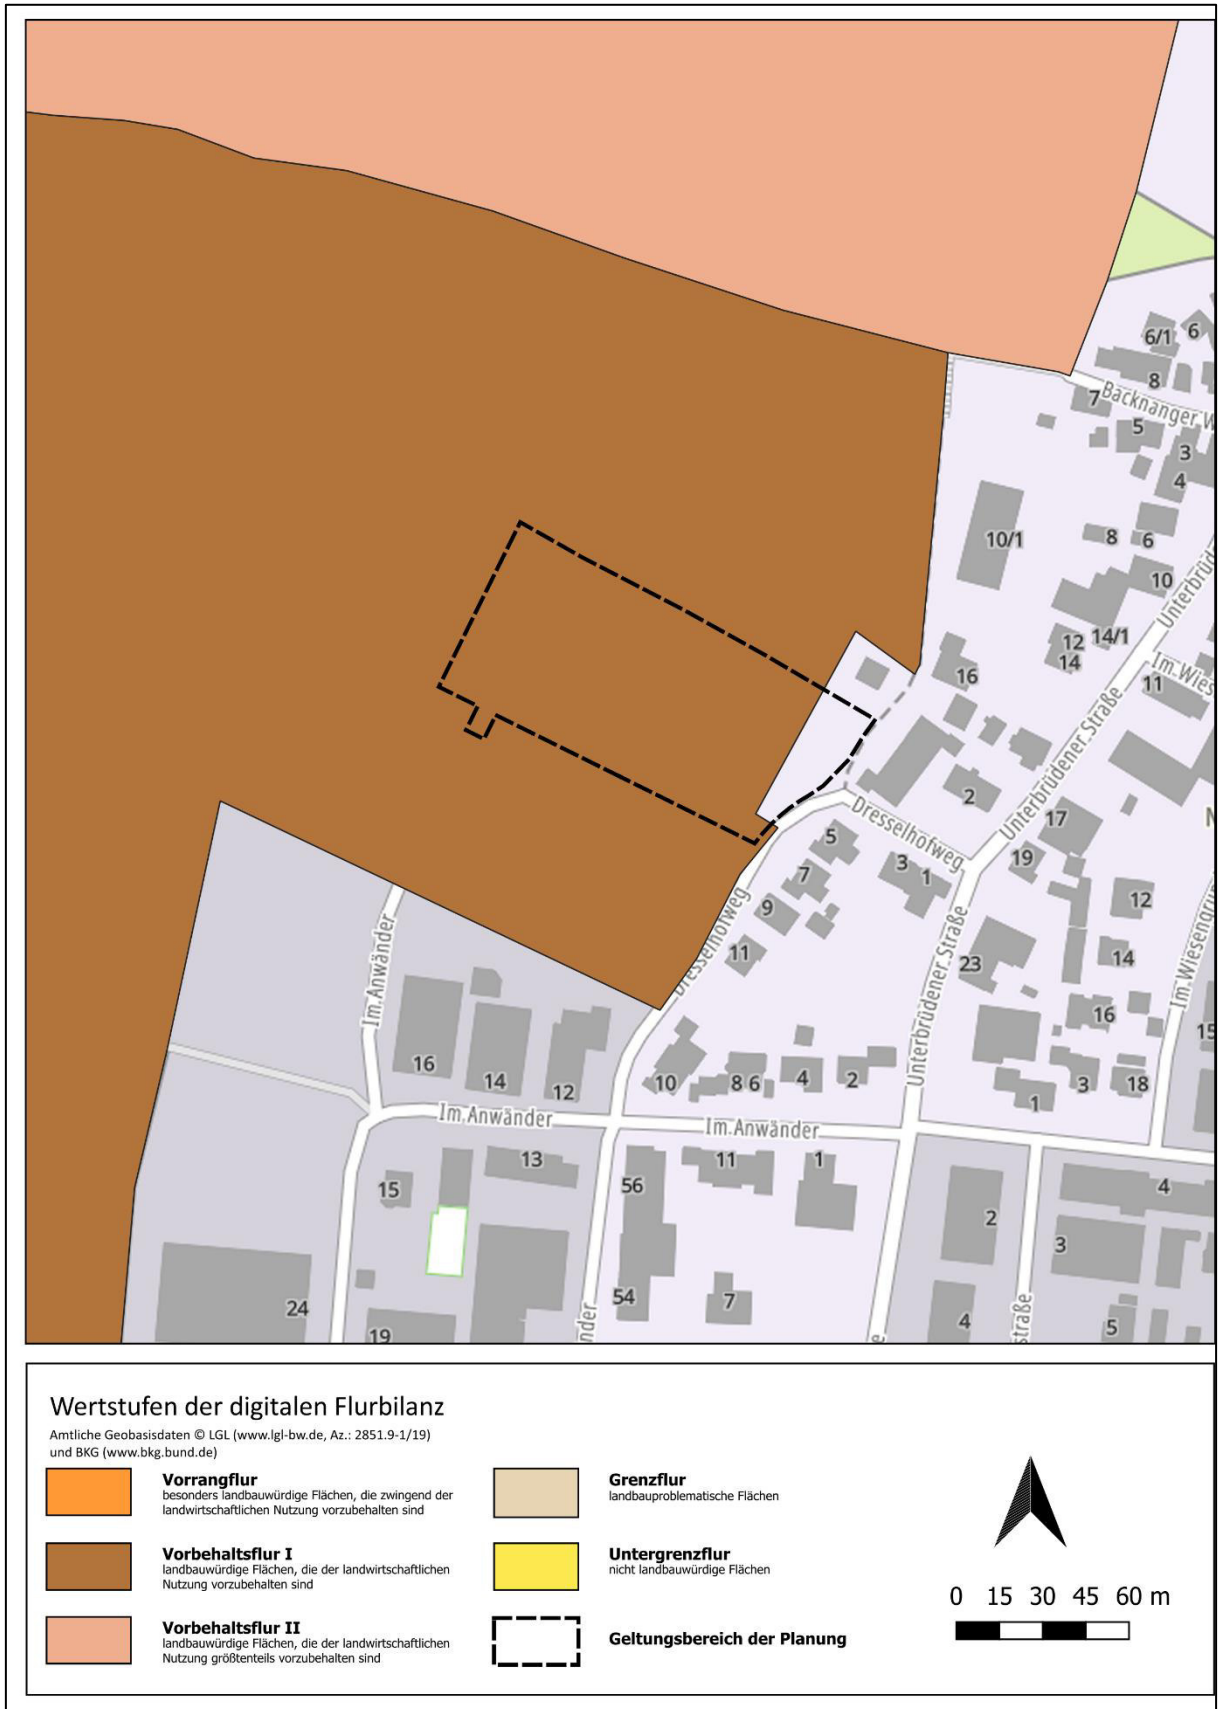 6/1
6
8
7
Backnanger W
5
3
4
10/1
8
6
10
Unterbrüde
12
14/1
14
Im Wies
11
16
Unterbrüdener Straße
2
Dresselhofweg
17
5
3
1
19
7
9
12
11
Dresselhofweg
Im Anwänder
Unterbrüdener Straße
23
14
Im Wiesengrun
16
15
16
14
12
10
8
6
4
2
3
18
1
Im Anwänder
Im Anwänder
13
11
1
15
56
4
2
3
24
54
7
4
5
19
nder
e
straße
N
Wertstufen der digitalen Flurbilanz
Amtliche Geobasisdaten © LGL (www.lgl-bw.de, Az.: 2851.9-1/19)
und BKG (www.bkg.bund.de)
Vorrangflur
besonders landbauwürdige Flächen, die zwingend der
landwirtschaftlichen Nutzung vorzubehalten sind
Vorbehaltsflur I
landbauwürdige Flächen, die der landwirtschaftlichen
Nutzung vorzubehalten sind
Vorbehaltsflur II
landbauwürdige Flächen, die der landwirtschaftlichen
Nutzung größtenteils vorzubehalten sind
Grenzflur
landbauproblematische Flächen
Untergrenzflur
nicht landbauwürdige Flächen
Geltungsbereich der Planung
0 15 30 45 60 m